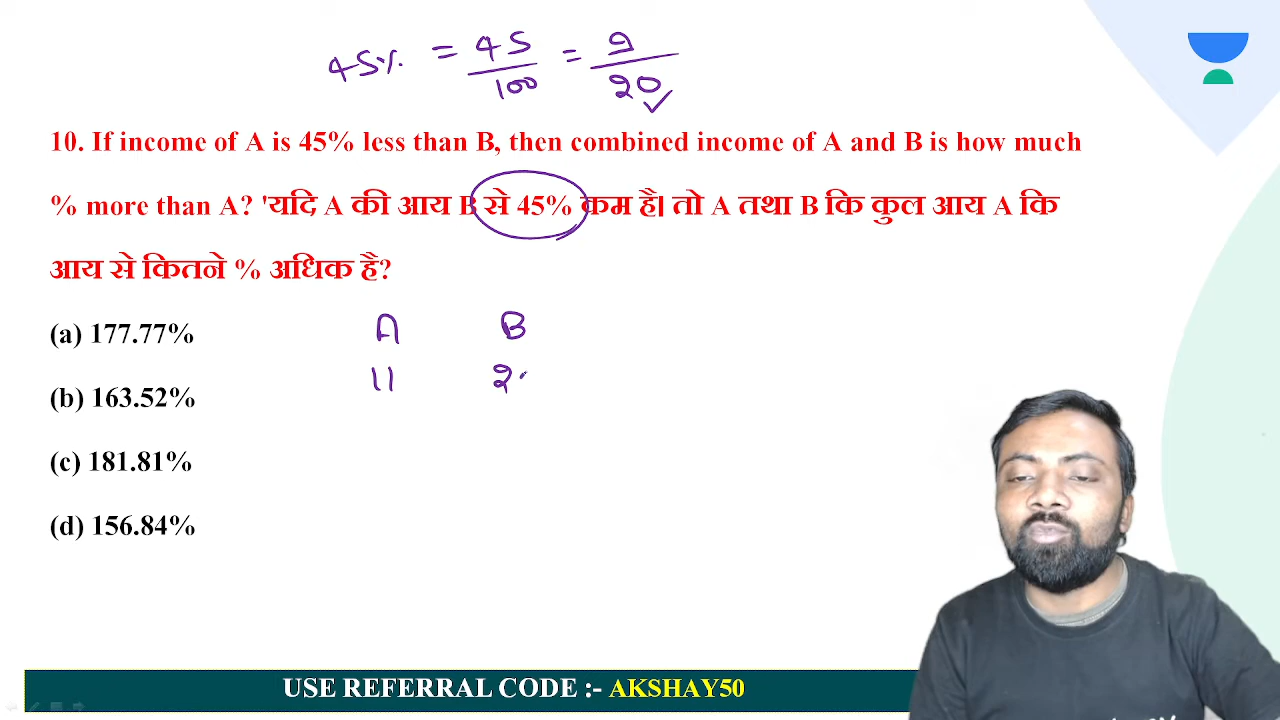 45% = 45/100 = 9/20
10. If income of A is 45% less than B, then combined income of A and B is how much
% more than A? 'यदि A की आय B से 45% कम है। तो A तथा B कि कुल आय A कि
आय से कितने % अधिक है?
(a) 177.77%
A B
11 2
(b) 163.52%
(c) 181.81%
(d) 156.84%
USE REFERRAL CODE :- AKSHAY50